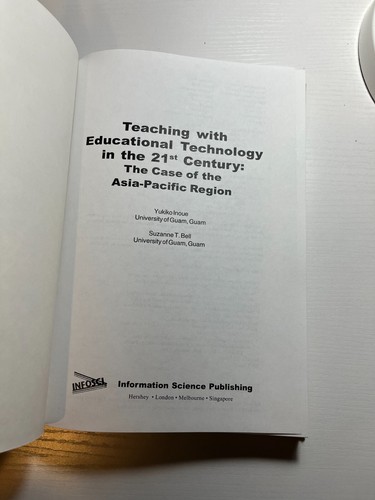 Teaching with
Educational Technology
in the 21st Century:
The Case of the
Asia-Pacific Region
Yukiko Inoue
University of Guam, Guam
Suzanne T. Bell
University of Guam, Guam
INFOSCI
Information Science Publishing
Hershey • London • Melbourne • Singapore